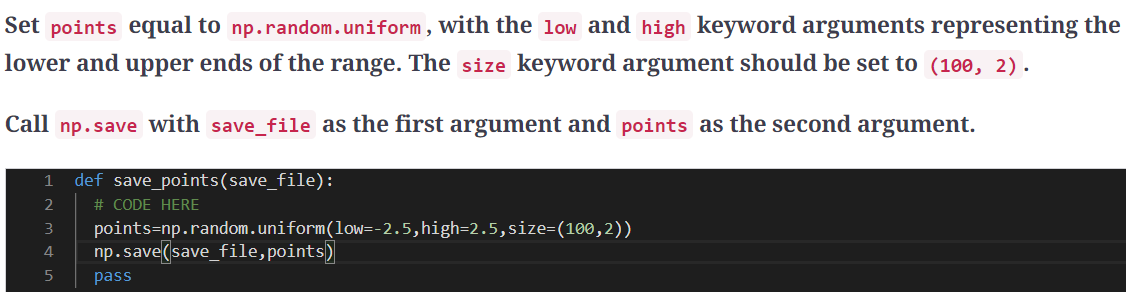 Set points equal to np.random.uniform, with the low and high keyword arguments representing the
lower and upper ends of the range. The size keyword argument should be set to (100, 2).
Call np.save with save_file as the first argument and points as the second argument.
1 def save_points(save_file):
2 # CODE HERE
3 points=np.random.uniform(low=-2.5,high=2.5,size=(100,2))
4 np.save(save_file,points)
5 pass